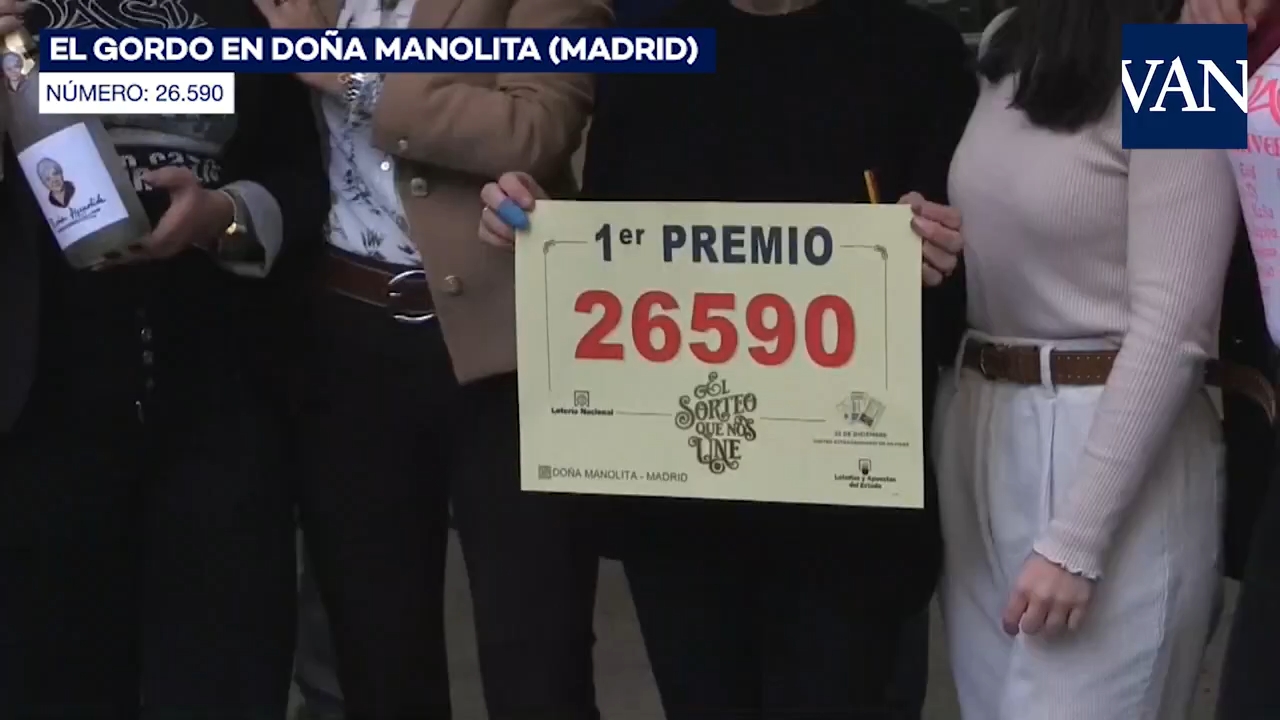 EL GORDO EN DOÑA MANOLITA (MADRID)
NÚMERO: 26.590
VAN
1er PREMIO
26590
EL
SORTEO
QUE NOS
UNE
Lotería Nacional
22 DE DICIEMBRE
Loterías y Apuestas
del Estado
DOÑA MANOLITA - MADRID